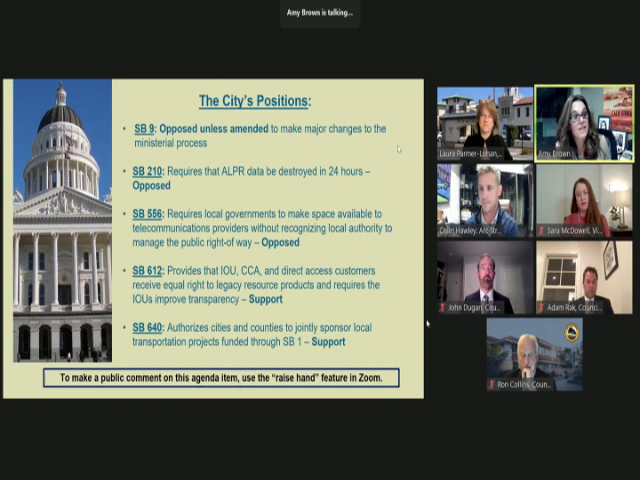 Amy Brown is talking...
The City's Positions:
• SB 9: Opposed unless amended to make major changes to the
ministerial process
• SB 210: Requires that ALPR data be destroyed in 24 hours –
Opposed
• SB 556: Requires local governments to make space available to
telecommunications providers without recognizing local authority to
manage the public right-of way – Opposed
• SB 612: Provides that IOU, CCA, and direct access customers
receive equal right to legacy resource products and requires the
IOUs improve transparency – Support
• SB 640: Authorizes cities and counties to jointly sponsor local
transportation projects funded through SB 1 – Support
To make a public comment on this agenda item, use the "raise hand" feature in Zoom.
Laura Parmer-Lohan,...
Amy Brown
Colin Hawley: Arc Str...
Sara McDowell, Vi...
John Dugan, Cou...
Adam Rak, Counci...
Ron Collins, Coun...